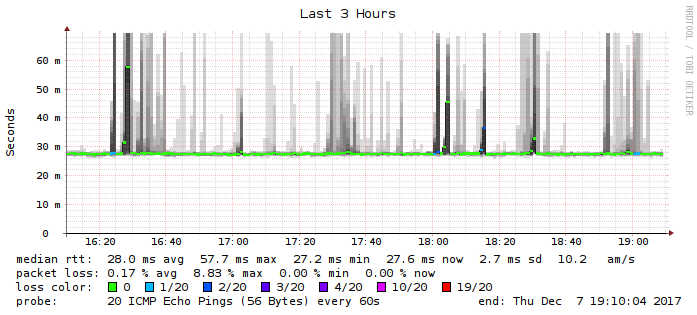 Last 3 Hours
RRDTOOL / TOBI OETIKER
Seconds
60 m
50 m
40 m
30 m
20 m
10 m
0
16:20 16:40 17:00 17:20 17:40 18:00 18:20 18:40 19:00
median rtt: 28.0 ms avg 57.7 ms max 27.2 ms min 27.6 ms now 2.7 ms sd 10.2 am/s
packet loss: 0.17 % avg 8.83 % max 0.00 % min 0.00 % now
loss color: 0 1/20 2/20 3/20 4/20 10/20 19/20
probe: 20 ICMP Echo Pings (56 Bytes) every 60s end: Thu Dec 7 19:10:04 2017